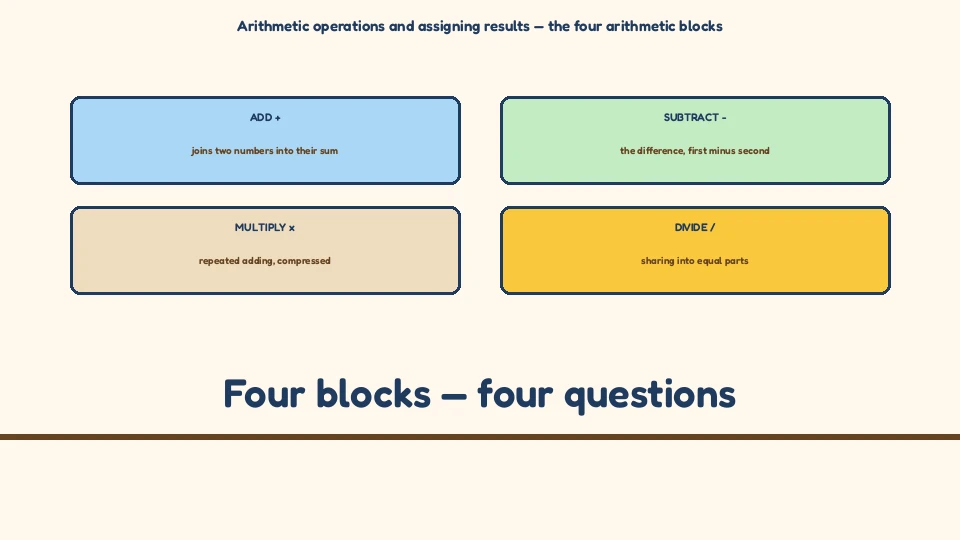 Arithmetic operations and assigning results — the four arithmetic blocks
ADD +
joins two numbers into their sum
SUBTRACT -
the difference, first minus second
MULTIPLY x
repeated adding, compressed
DIVIDE /
sharing into equal parts
Four blocks — four questions